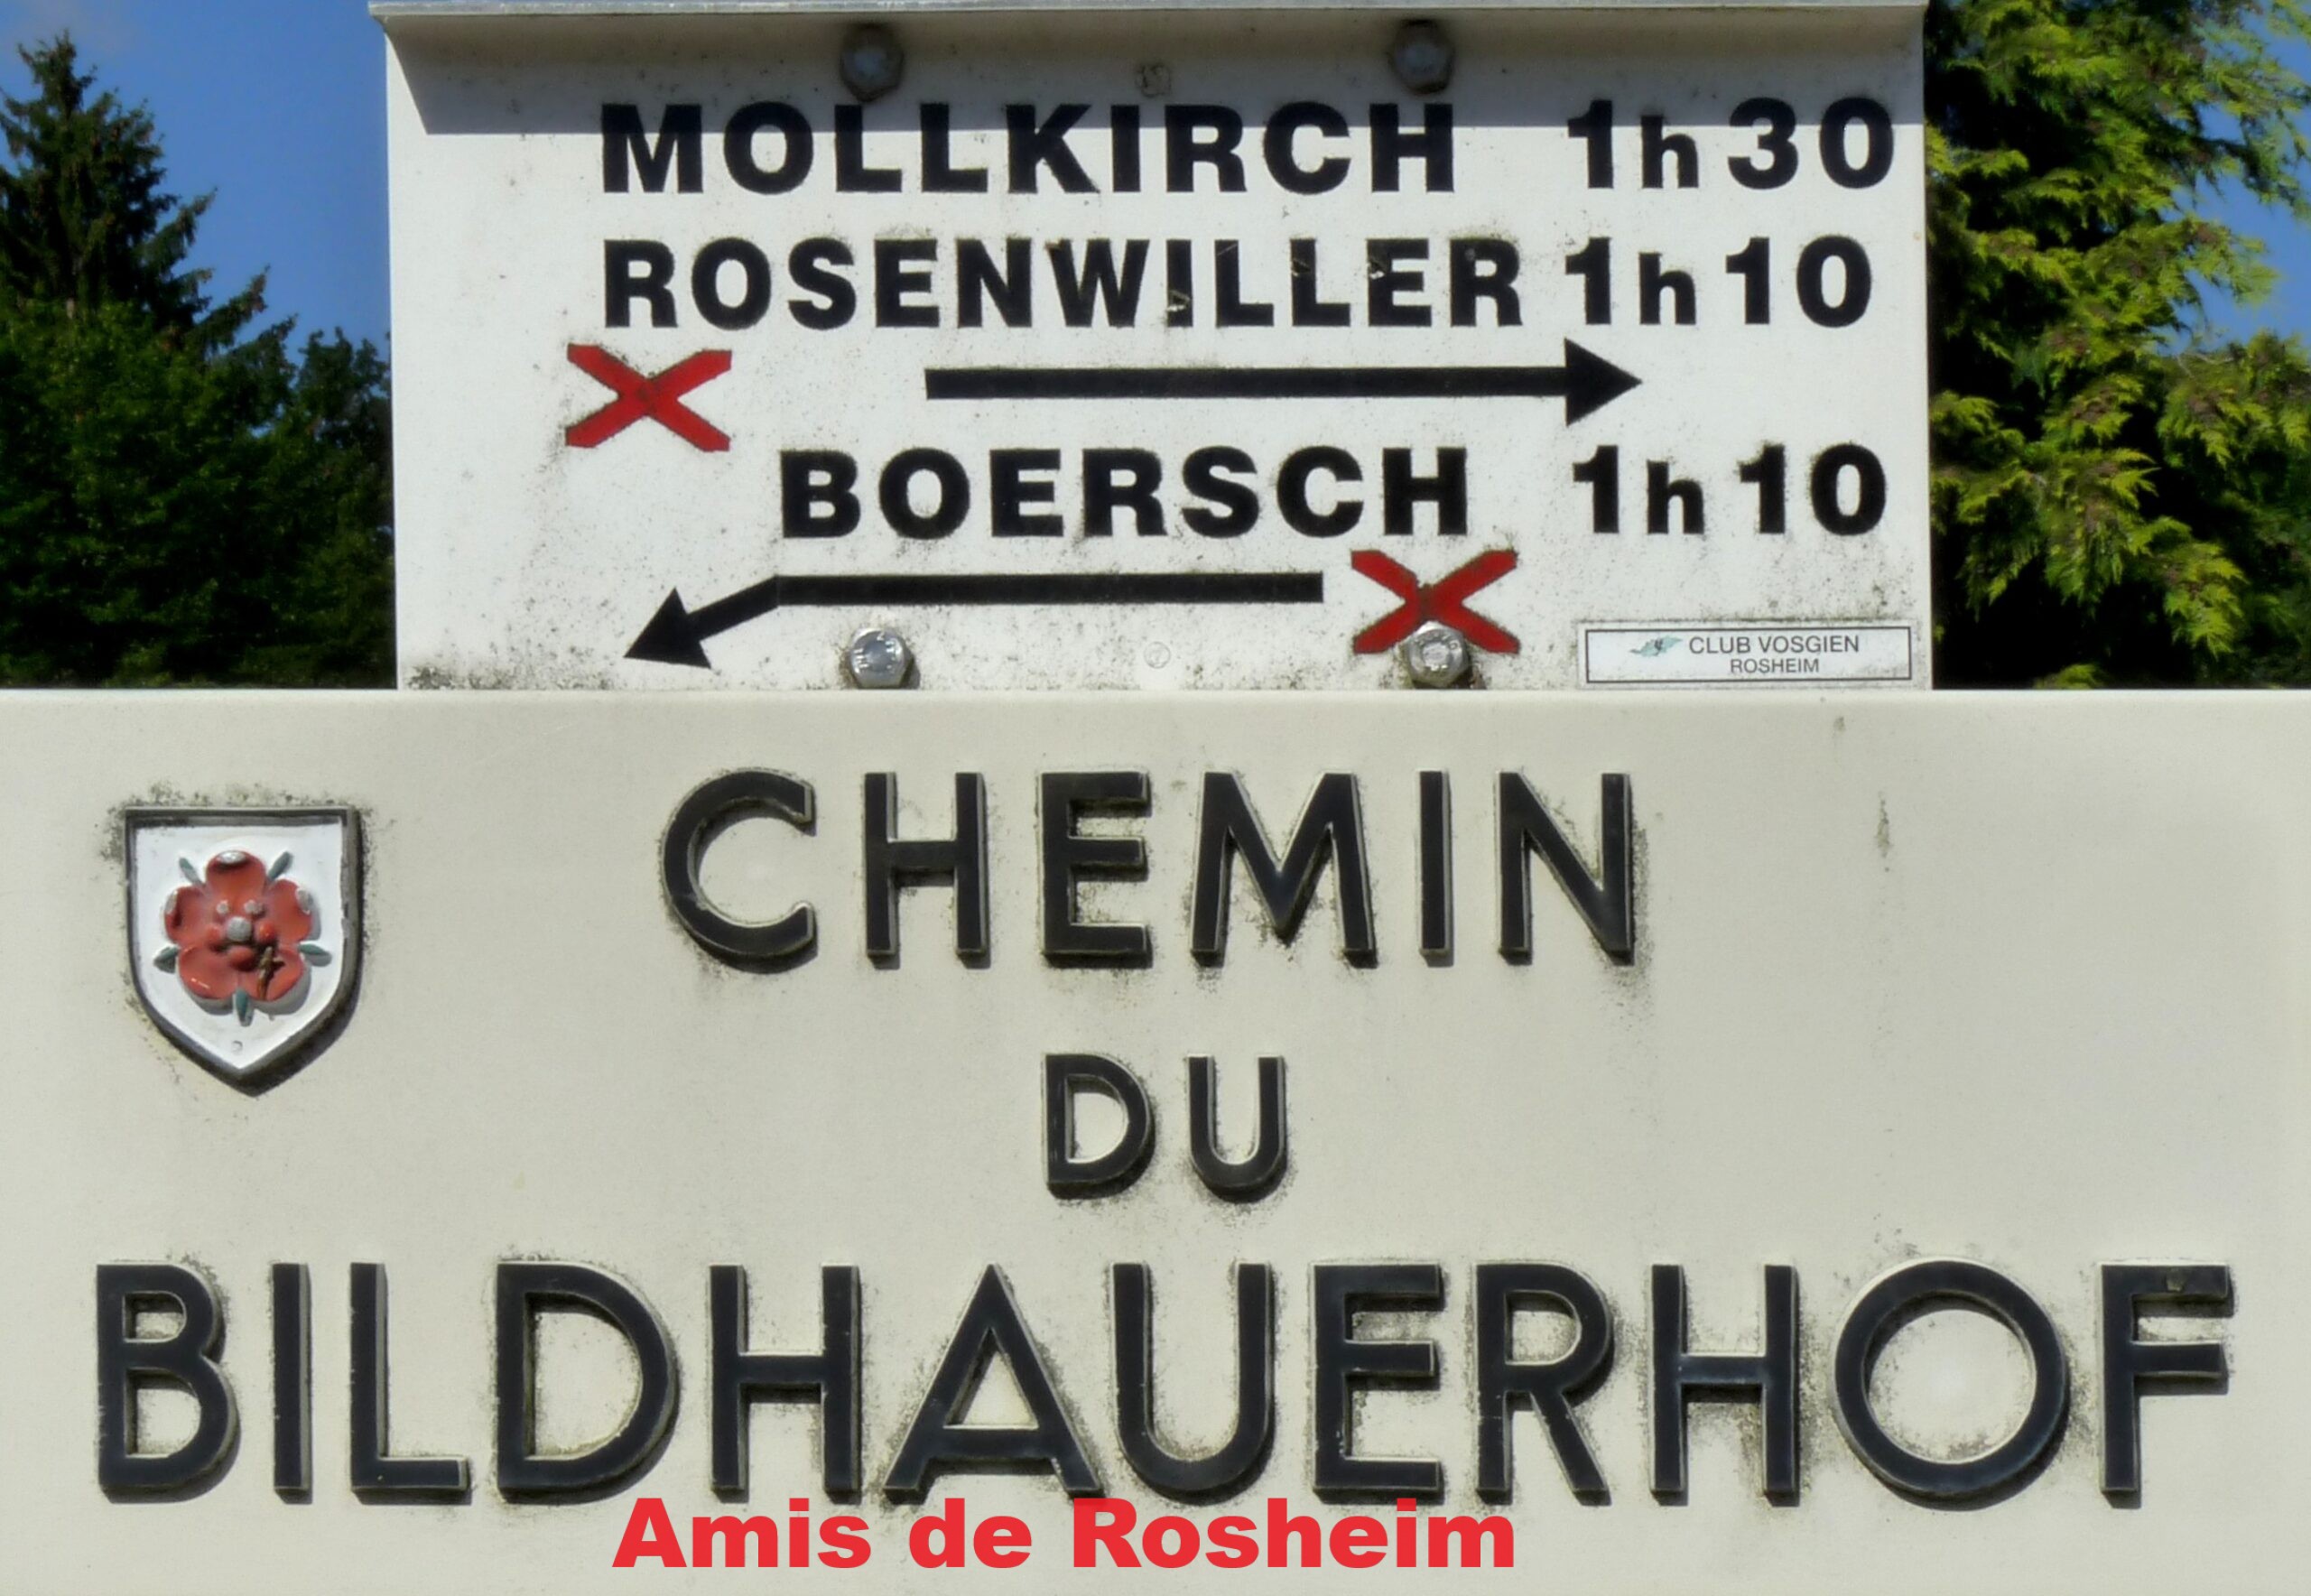 MOLLKIRCH 1h30
ROSENWILLER 1h10
BOERSCH 1h10
CLUB VOSGIEN
ROSHEIM
CHEMIN
DU
BILDHAUERHOF
Amis de Rosheim